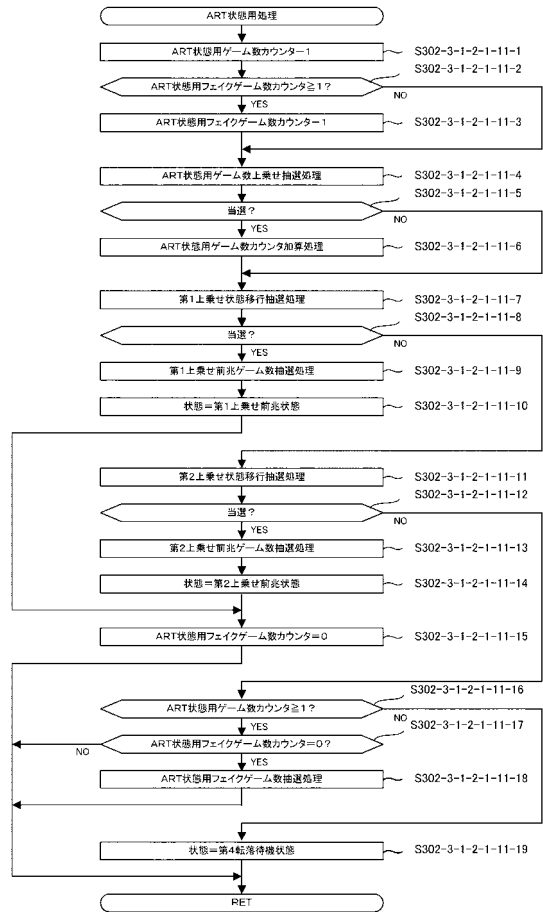 ART状態用処理
ART状態用ゲーム数カウンター1 S302-3-1-2-1-11-1
S302-3-1-2-1-11-2
ART状態用フェイクゲーム数カウンタ≧1?
NO
YES
ART状態用フェイクゲーム数カウンター1 S302-3-1-2-1-11-3
ART状態用ゲーム数上乗せ抽選処理 S302-3-1-2-1-11-4
S302-3-1-2-1-11-5
当選?
NO
YES
ART状態用ゲーム数カウンタ加算処理 S302-3-1-2-1-11-6
第1上乗せ状態移行抽選処理 S302-3-1-2-1-11-7
S302-3-1-2-1-11-8
当選?
NO
YES
第1上乗せ前兆ゲーム数抽選処理 S302-3-1-2-1-11-9
状態=第1上乗せ前兆状態 S302-3-1-2-1-11-10
第2上乗せ状態移行抽選処理 S302-3-1-2-1-11-11
S302-3-1-2-1-11-12
当選?
NO
YES
第2上乗せ前兆ゲーム数抽選処理 S302-3-1-2-1-11-13
状態=第2上乗せ前兆状態 S302-3-1-2-1-11-14
ART状態用フェイクゲーム数カウンタ=0 S302-3-1-2-1-11-15
S302-3-1-2-1-11-16
ART状態用ゲーム数カウンタ≧1?
NO
YES
S302-3-1-2-1-11-17
ART状態用フェイクゲーム数カウンタ=0?
NO
YES
ART状態用フェイクゲーム数抽選処理 S302-3-1-2-1-11-18
状態=第4転落待機状態 S302-3-1-2-1-11-19
RET